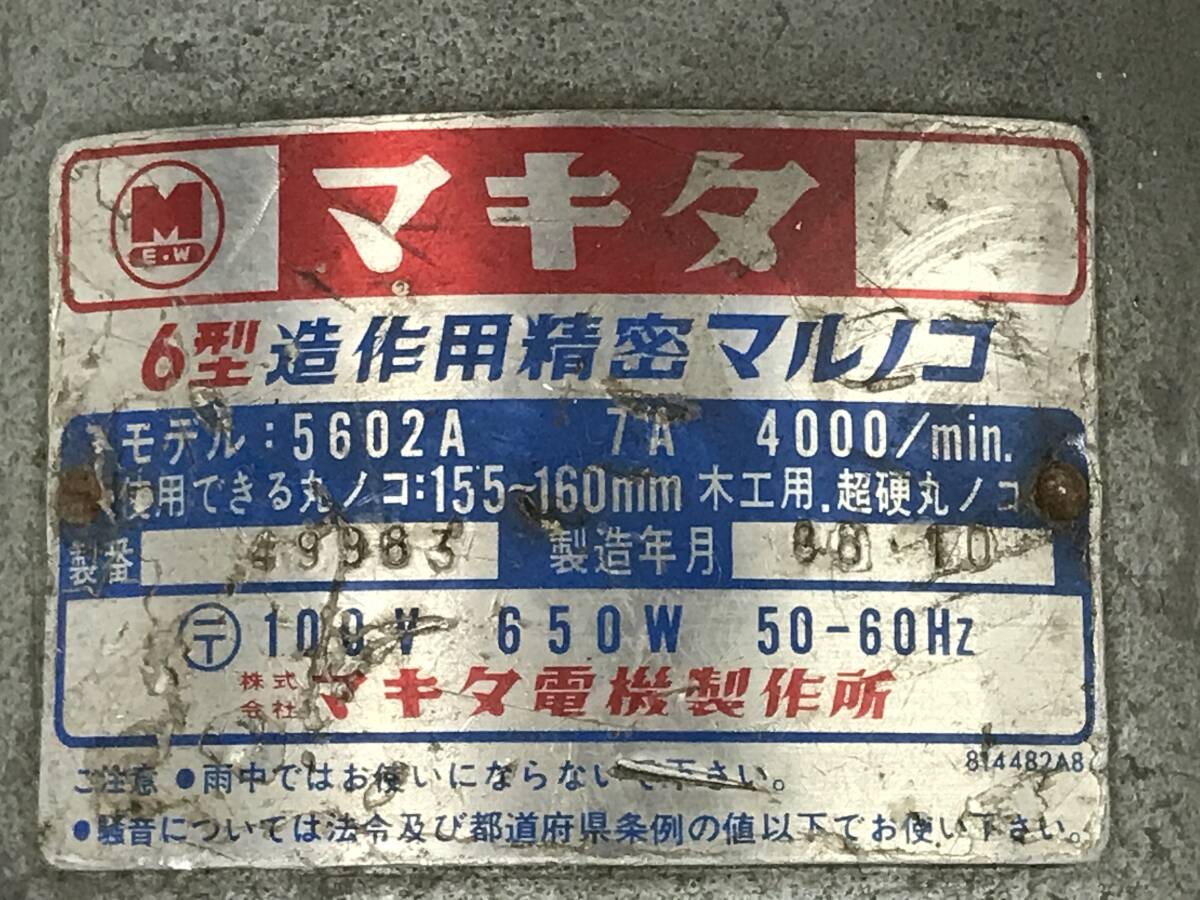 M
E・W
マキタ
6型 造作用精密マルノコ
モデル:5602A 7A 4000/min.
使用できる丸ノコ:155~160mm 木工用.超硬丸ノコ
製番 49983 製造年月 88・10
〒 100V 650W 50-60Hz
株式会社 マキタ電機製作所
814482A8
ご注意 ●雨中ではお使いにならないで下さい。
●騒音については法令及び都道府県条例の値以下でお使い下さい。